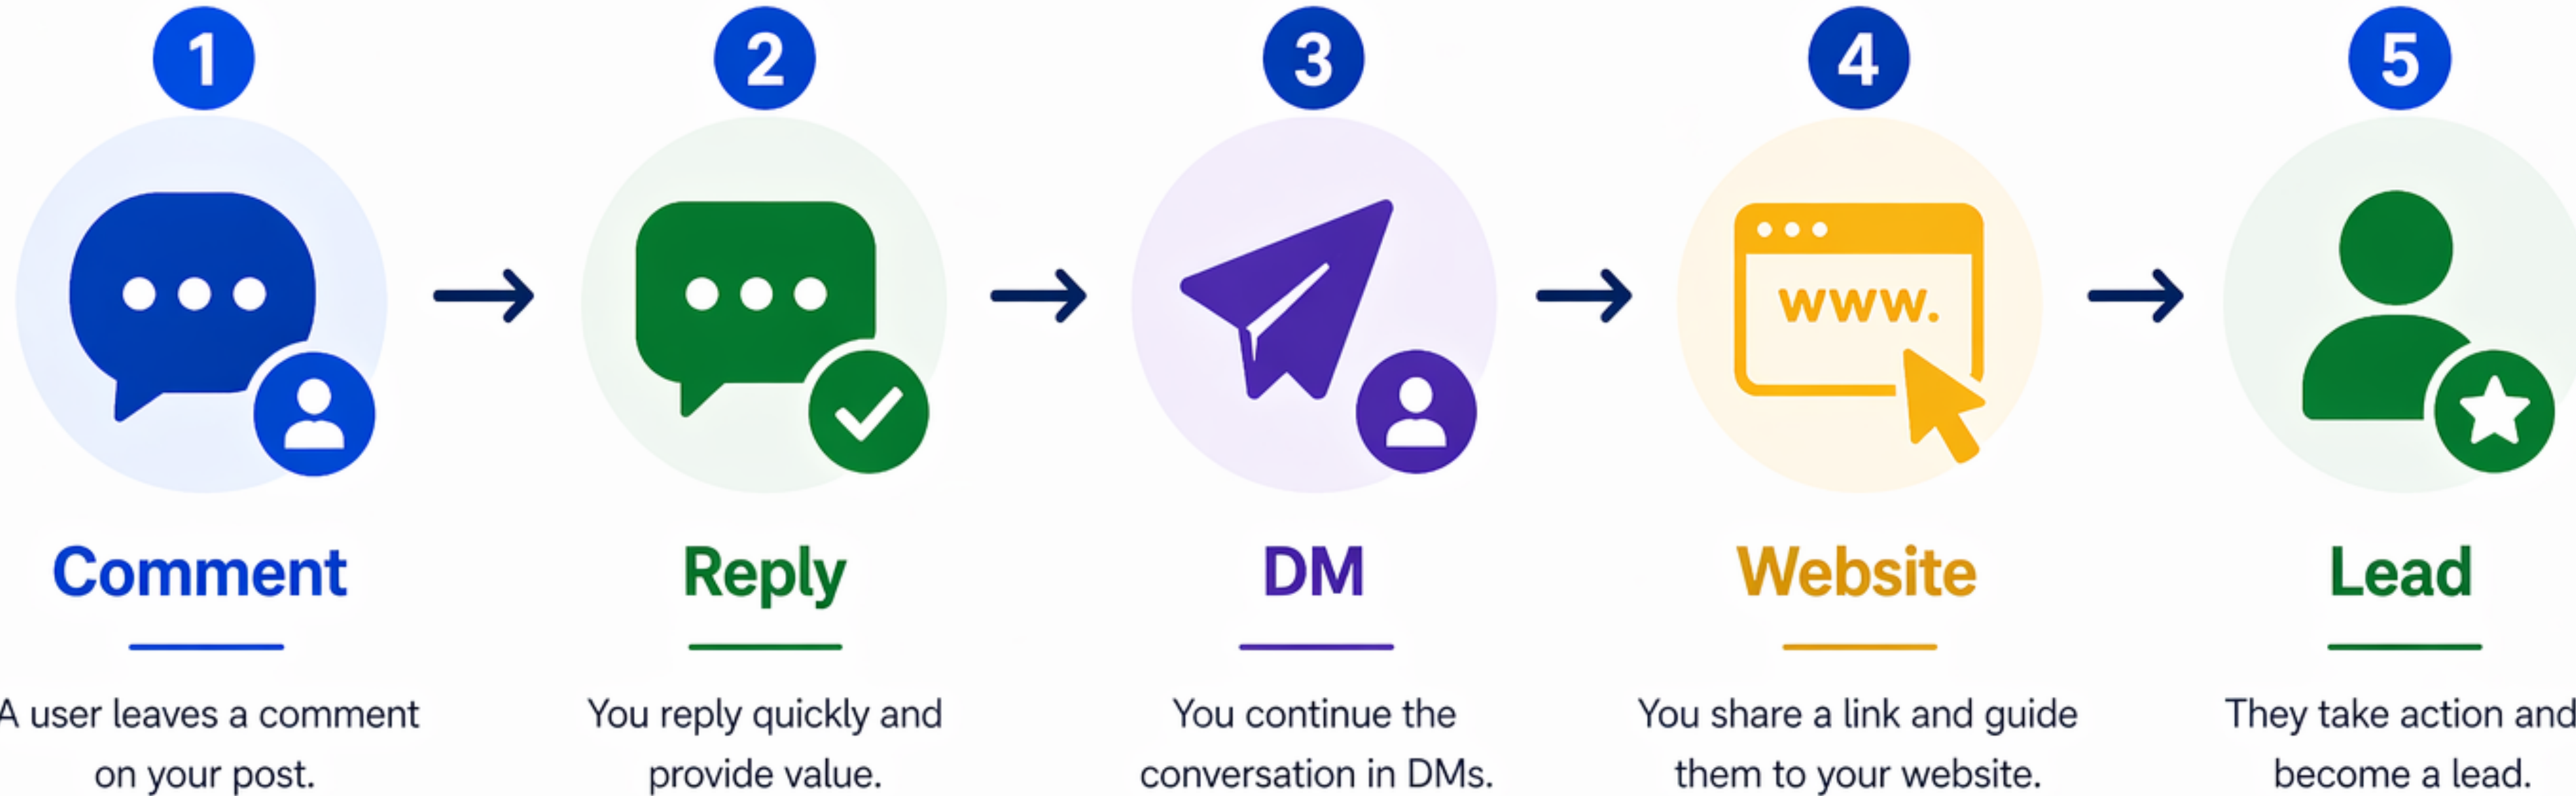 1
2
3
4
5
www.
Comment
Reply
DM
Website
Lead
A user leaves a comment
on your post.
You reply quickly and
provide value.
You continue the
conversation in DMs.
You share a link and guide
them to your website.
They take action and
become a lead.